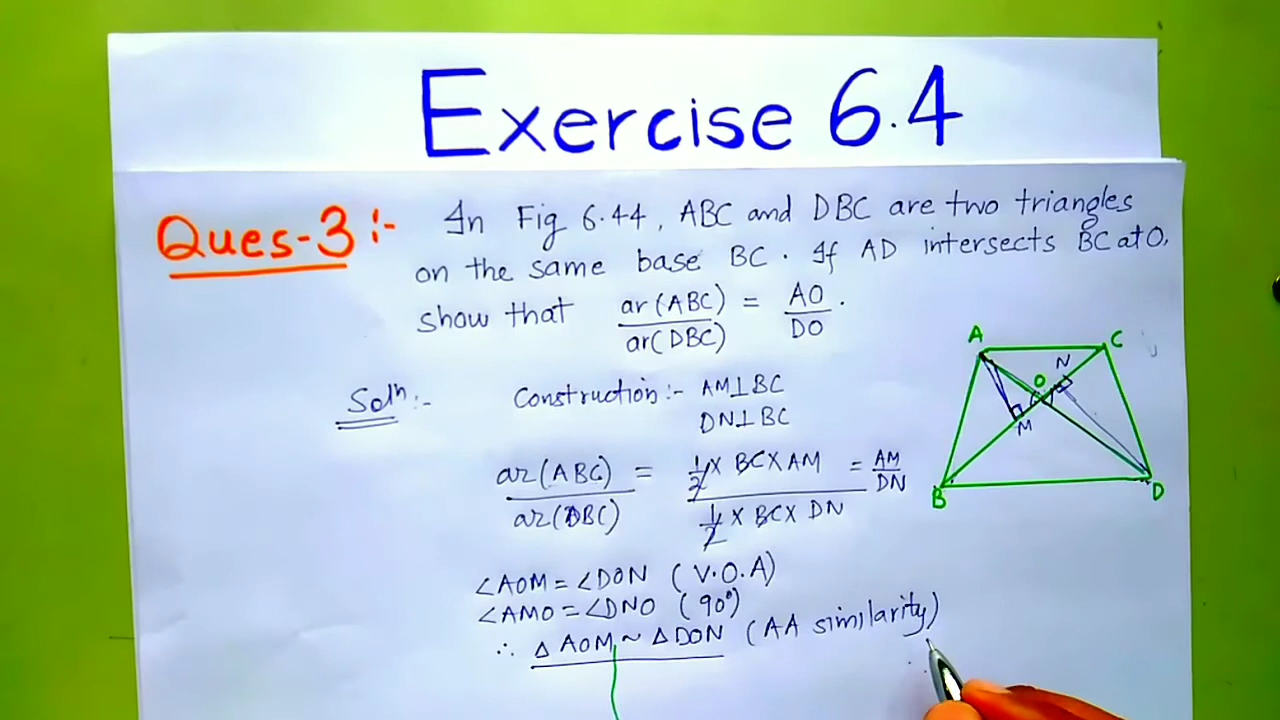 Exercise 6.4
Ques-3:- In Fig 6.44, ABC and DBC are two triangles
on the same base BC. If AD intersects BC at O,
show that ar(ABC)/ar(DBC) = AO/DO.
Solⁿ:- Construction:- AM⊥BC
DN⊥BC
ar(ABC)/ar(DBC) = (1/2 × BC × AM)/(1/2 × BC × DN) = AM/DN
∠AOM = ∠DON (V.O.A)
∠AMO = ∠DNO (90°)
∴ △AOM ~ △DON (AA similarity)
A
C
N
O
M
B
D